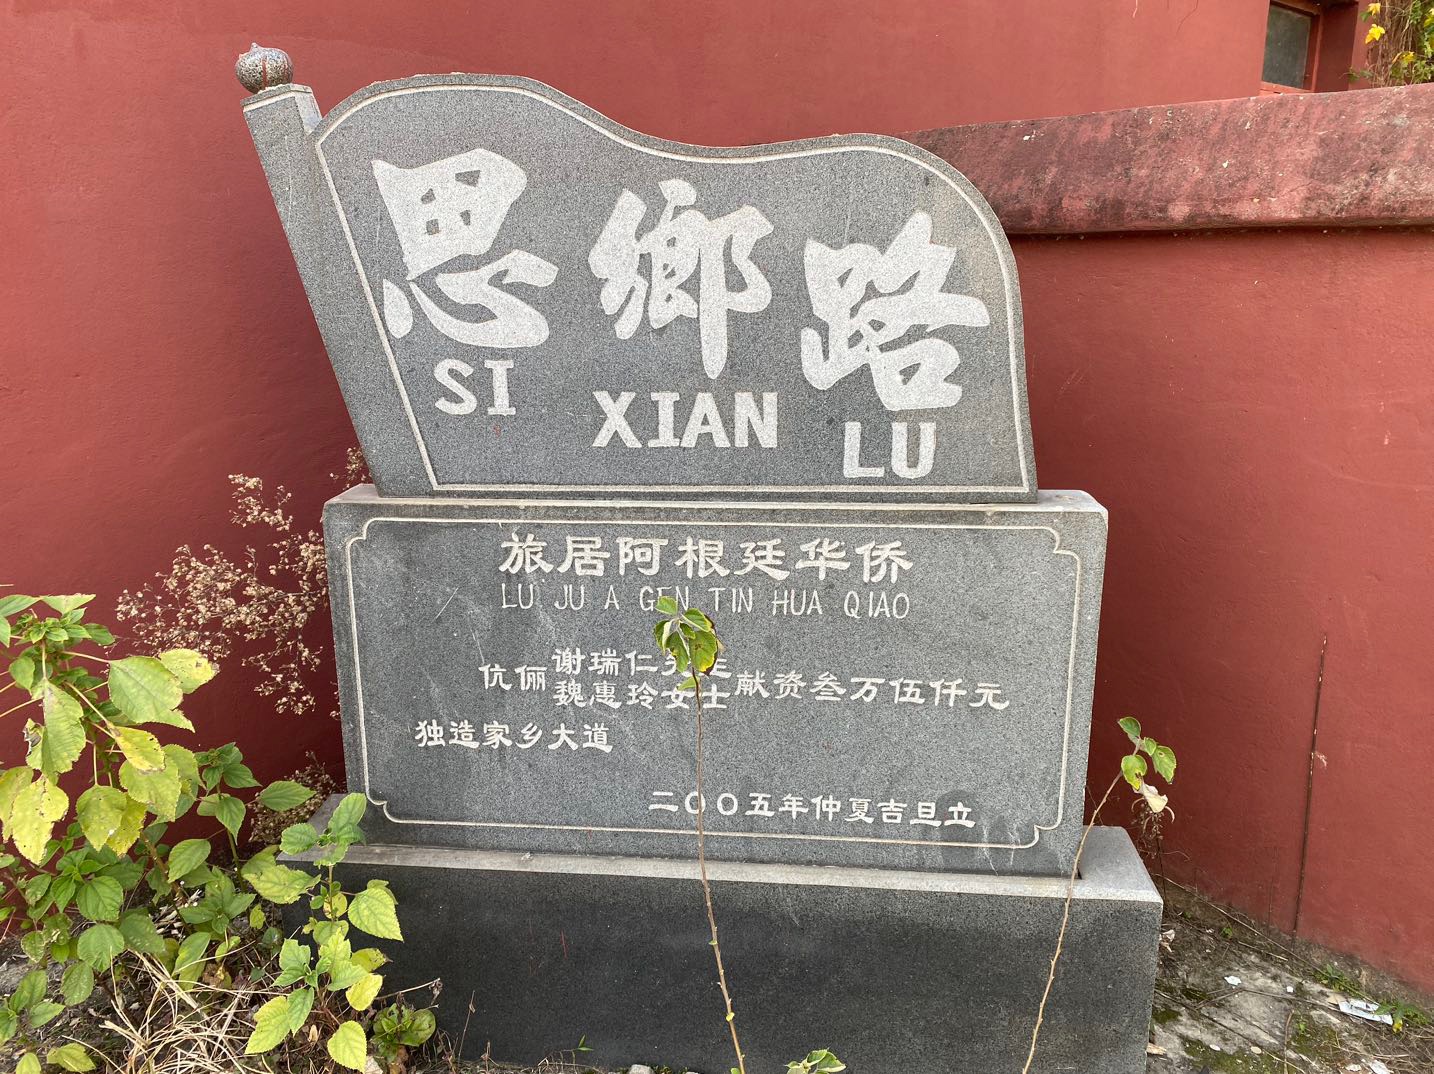 思鄉路
SI XIAN LU
旅居阿根廷华侨
LU JU A GEN TIN HUA QIAO
伉俪谢瑞仁先生
魏惠玲女士献资叁万伍仟元
独造家乡大道
二〇〇五年仲夏吉旦立